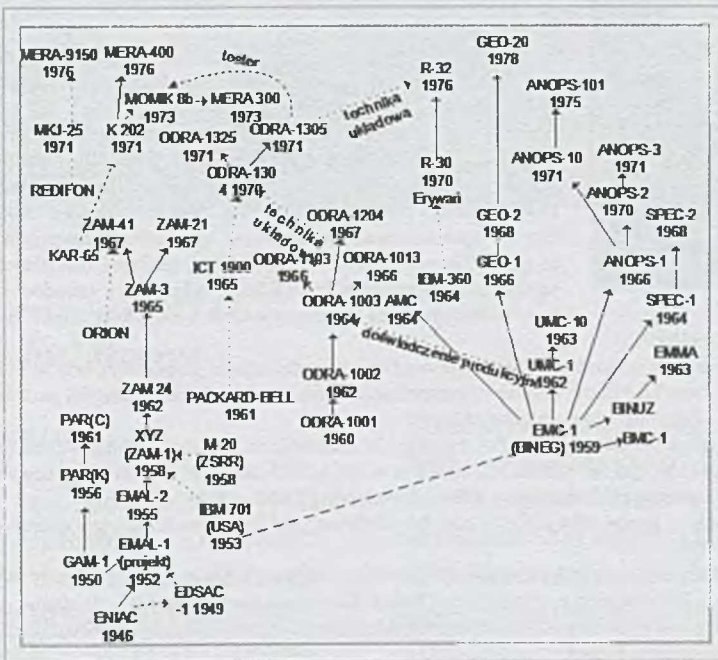 MERA-9150
1976
MERA-400
1976
toster
GEO-20
1978
R-32
1976
ANOPS-101
1975
MOMIK 8b
1973
MERA 300
1973
technika
układowa
MKJ-25
1971
K 202
1971
ODRA-1325
1971
ODRA-1305
1971
ANOPS-10
1971
ANOPS-3
1971
REDIFON
ODRA-130
4 1970
R-30
1970
Erywań
ANOPS-2
1970
ZAM-41
1967
ZAM-21
1967
technika
układowa
ODRA-1204
1967
GEO-2
1968
SPEC-2
1968
KAR-65
ICT 1900
1965
ODRA-1103
1966
ODRA-1013
1966
GEO-1
1966
ANOPS-1
1966
ZAM-3
1965
IBM-360
1964
ORION
ODRA-1003
1964
AMC
1964
SPEC-1
1964
UMC-10
1963
doświadczenie produkcyjne
ZAM 24
1962
PACKARD-BELL
1961
ODRA-1002
1962
UMC-1
1962
EMMA
1963
PAR(C)
1961
XYZ
(ZAM-1)
1958
M-20
(ZSRR)
1958
ODRA-1001
1960
BINUZ
EMC-1
(BINEG) 1959
BMC-1
PAR(K)
1956
EMAL-2
1955
IBM 701
(USA)
1953
GAM-1
1950
EMAL-1
(projekt)
1952
EDSAC
-1 1949
ENIAC
1946